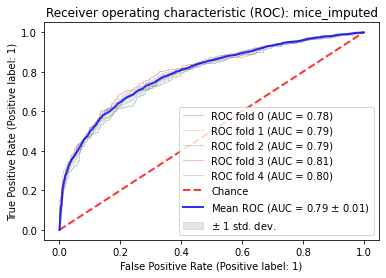 Receiver operating characteristic (ROC): mice_imputed
True Positive Rate (Positive label: 1)
1.0
0.8
0.6
0.4
0.2
0.0
ROC fold 0 (AUC = 0.78)
ROC fold 1 (AUC = 0.79)
ROC fold 2 (AUC = 0.79)
ROC fold 3 (AUC = 0.81)
ROC fold 4 (AUC = 0.80)
Chance
Mean ROC (AUC = 0.79 ± 0.01)
± 1 std. dev.
0.0 0.2 0.4 0.6 0.8 1.0
False Positive Rate (Positive label: 1)